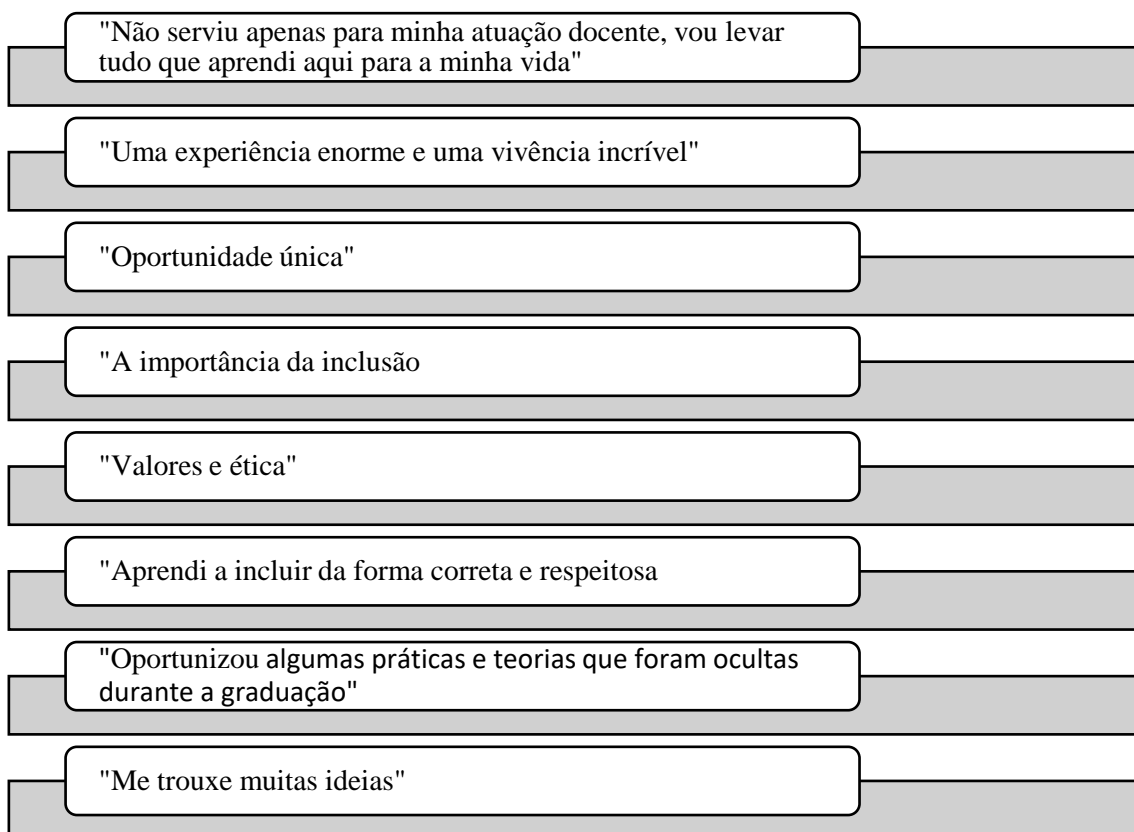 "Não serviu apenas para minha atuação docente, vou levar
tudo que aprendi aqui para a minha vida"
"Uma experiência enorme e uma vivência incrível"
"Oportunidade única"
"A importância da inclusão
"Valores e ética"
"Aprendi a incluir da forma correta e respeitosa
"Oportunizou algumas práticas e teorias que foram ocultas
durante a graduação"
"Me trouxe muitas ideias"